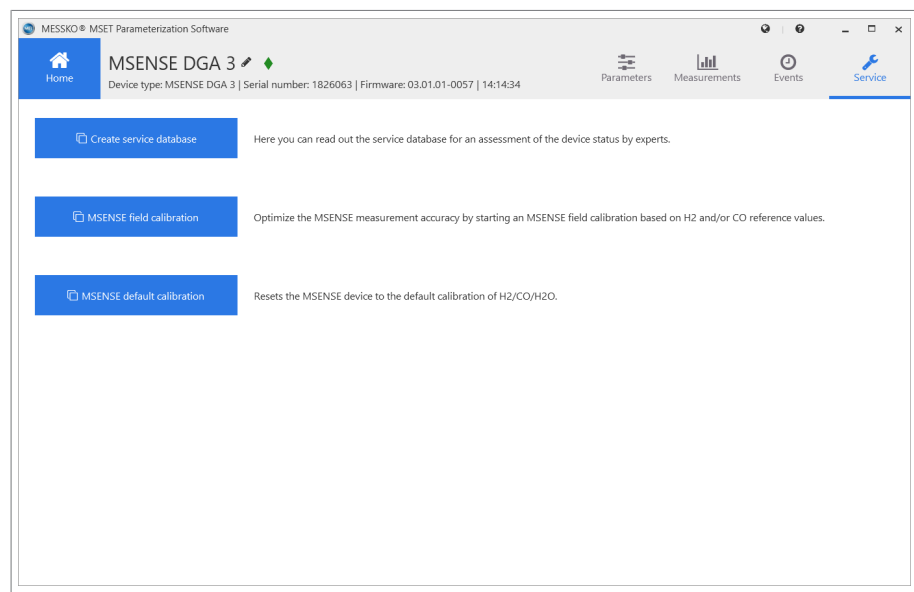 MESSKO® MSET Parameterization Software
MSENSE DGA 3
Home
Device type: MSENSE DGA 3 | Serial number: 1826063 | Firmware: 03.01.01-0057 | 14:14:34
Parameters
Measurements
Events
Service
Create service database
Here you can read out the service database for an assessment of the device status by experts.
MSENSE field calibration
Optimize the MSENSE measurement accuracy by starting an MSENSE field calibration based on H2 and/or CO reference values.
MSENSE default calibration
Resets the MSENSE device to the default calibration of H2/CO/H2O.